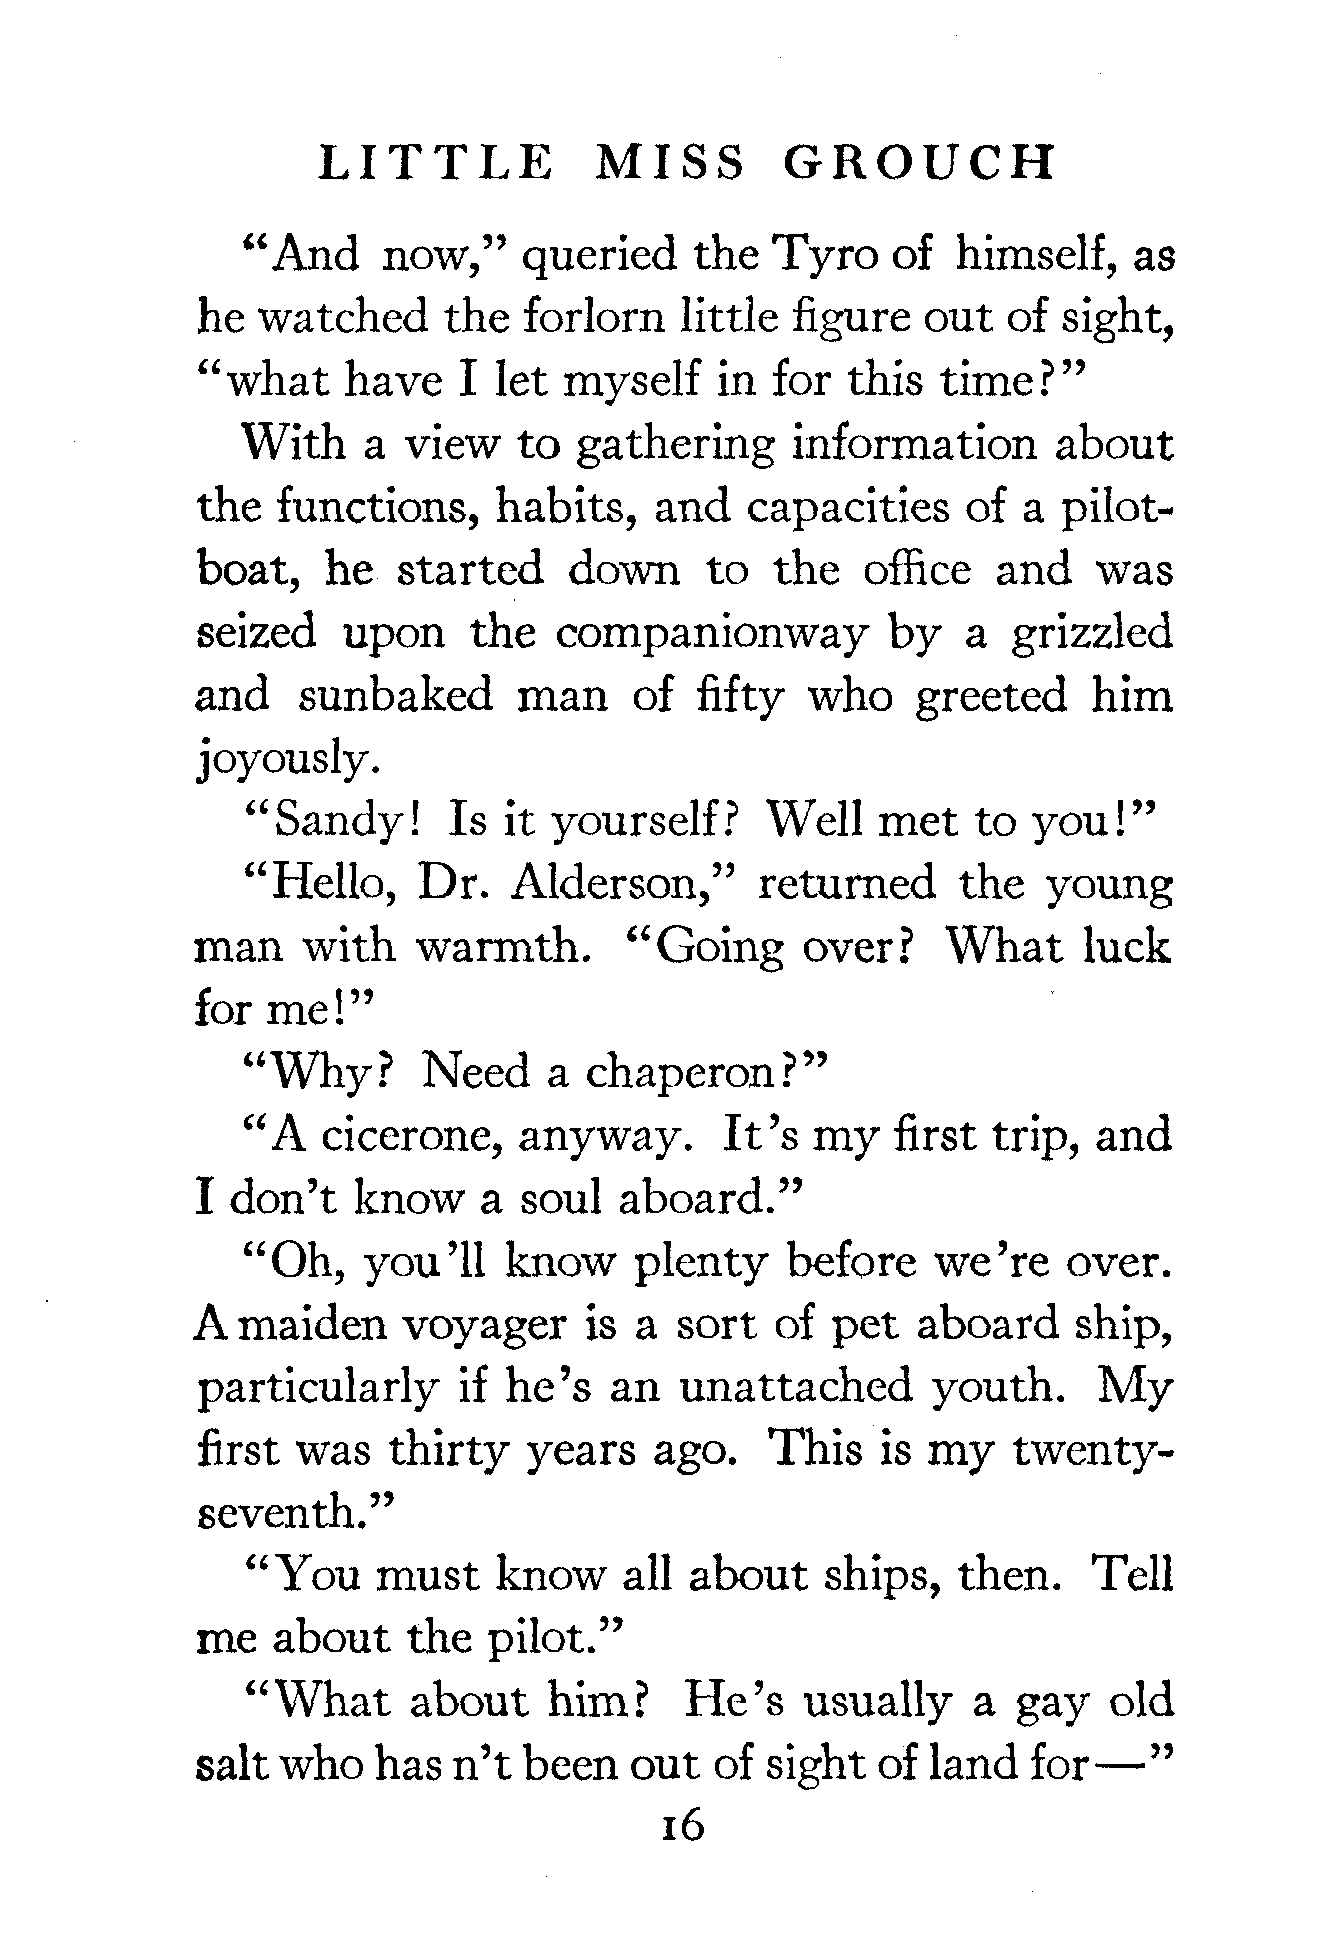 LITTLE MISS GROUCH
“And now,” queried the Tyro of himself, as
he watched the forlorn little figure out of sight,
“what have I let myself in for this time?”
With a view to gathering information about
the functions, habits, and capacities of a pilot-
boat, he started down to the office and was
seized upon the companionway by a grizzled
and sunbaked man of fifty who greeted him
joyously.
“Sandy! Is it yourself? Well met to you!”
“Hello, Dr. Alderson,” returned the young
man with warmth. “Going over? What luck
for me!”
“Why? Need a chaperon?”
“A cicerone, anyway. It’s my first trip, and
I don’t know a soul aboard.”
“Oh, you’ll know plenty before we’re over.
A maiden voyager is a sort of pet aboard ship,
particularly if he’s an unattached youth. My
first was thirty years ago. This is my twenty-
seventh.”
“You must know all about ships, then. Tell
me about the pilot.”
“What about him? He’s usually a gay old
salt who has n’t been out of sight of land for—”
16